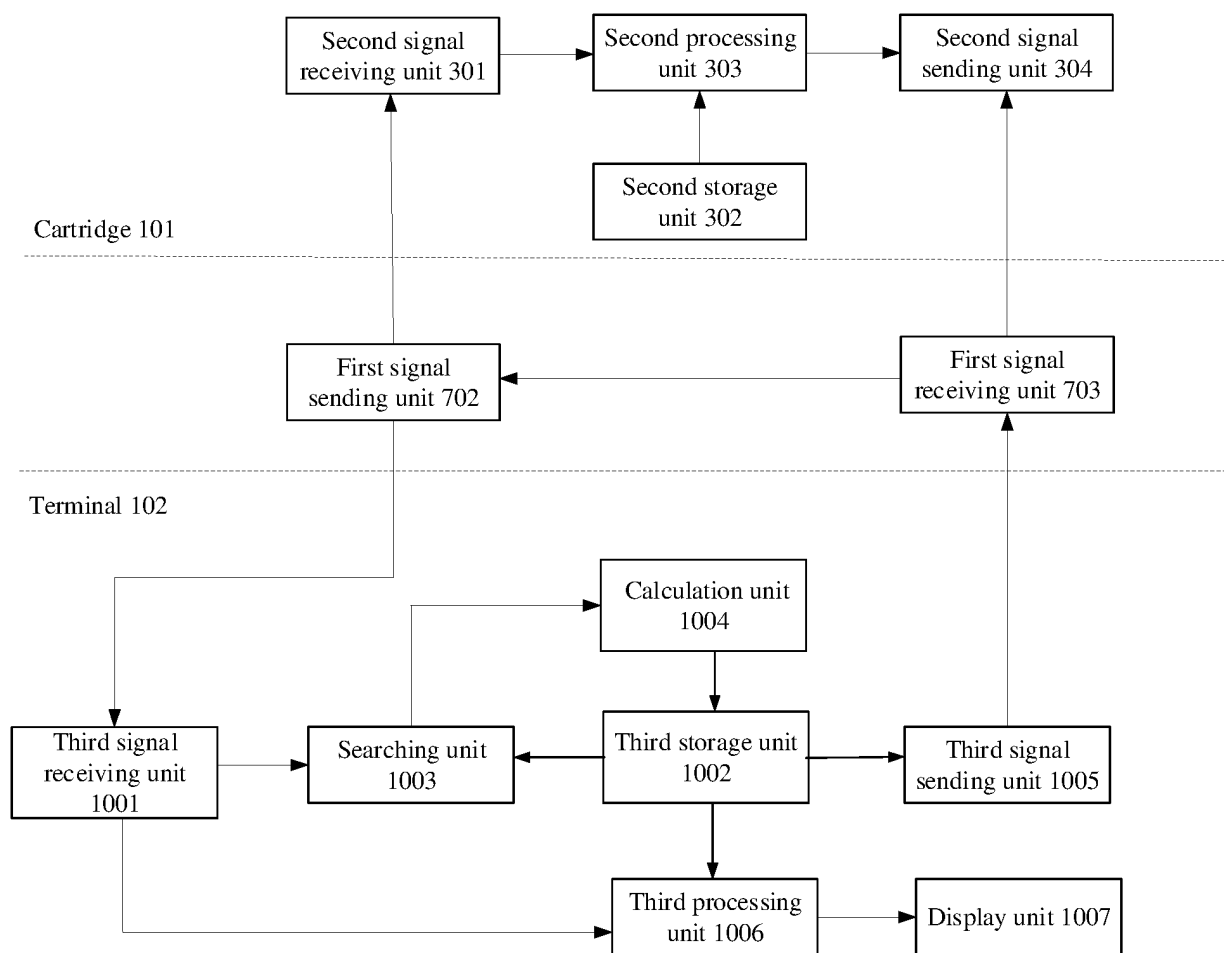 Second signal
receiving unit 301
Second processing
unit 303
Second signal
sending unit 304
Second storage
unit 302
Cartridge 101
First signal
sending unit 702
First signal
receiving unit 703
Terminal 102
Calculation unit
1004
Third signal
receiving unit
1001
Searching unit
1003
Third storage unit
1002
Third signal
sending unit 1005
Third processing
unit 1006
Display unit 1007